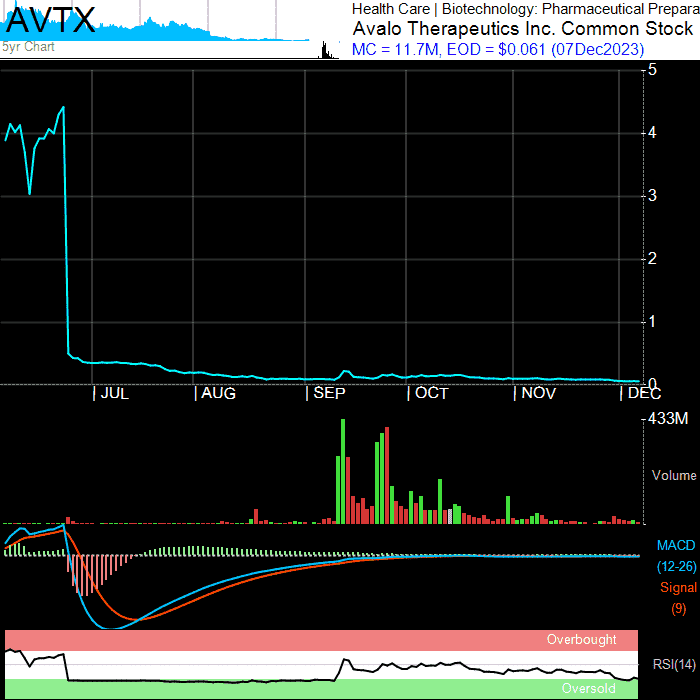 AVTX
5yr Chart
Health Care | Biotechnology: Pharmaceutical Prepara
Avalo Therapeutics Inc. Common Stock
MC = 11.7M, EOD = $0.061 (07Dec2023)
5
4
3
2
1
0
| JUL | AUG | SEP | OCT | NOV | DEC
433M
Volume
MACD
(12-26)
Signal
(9)
Overbought
RSI(14)
Oversold